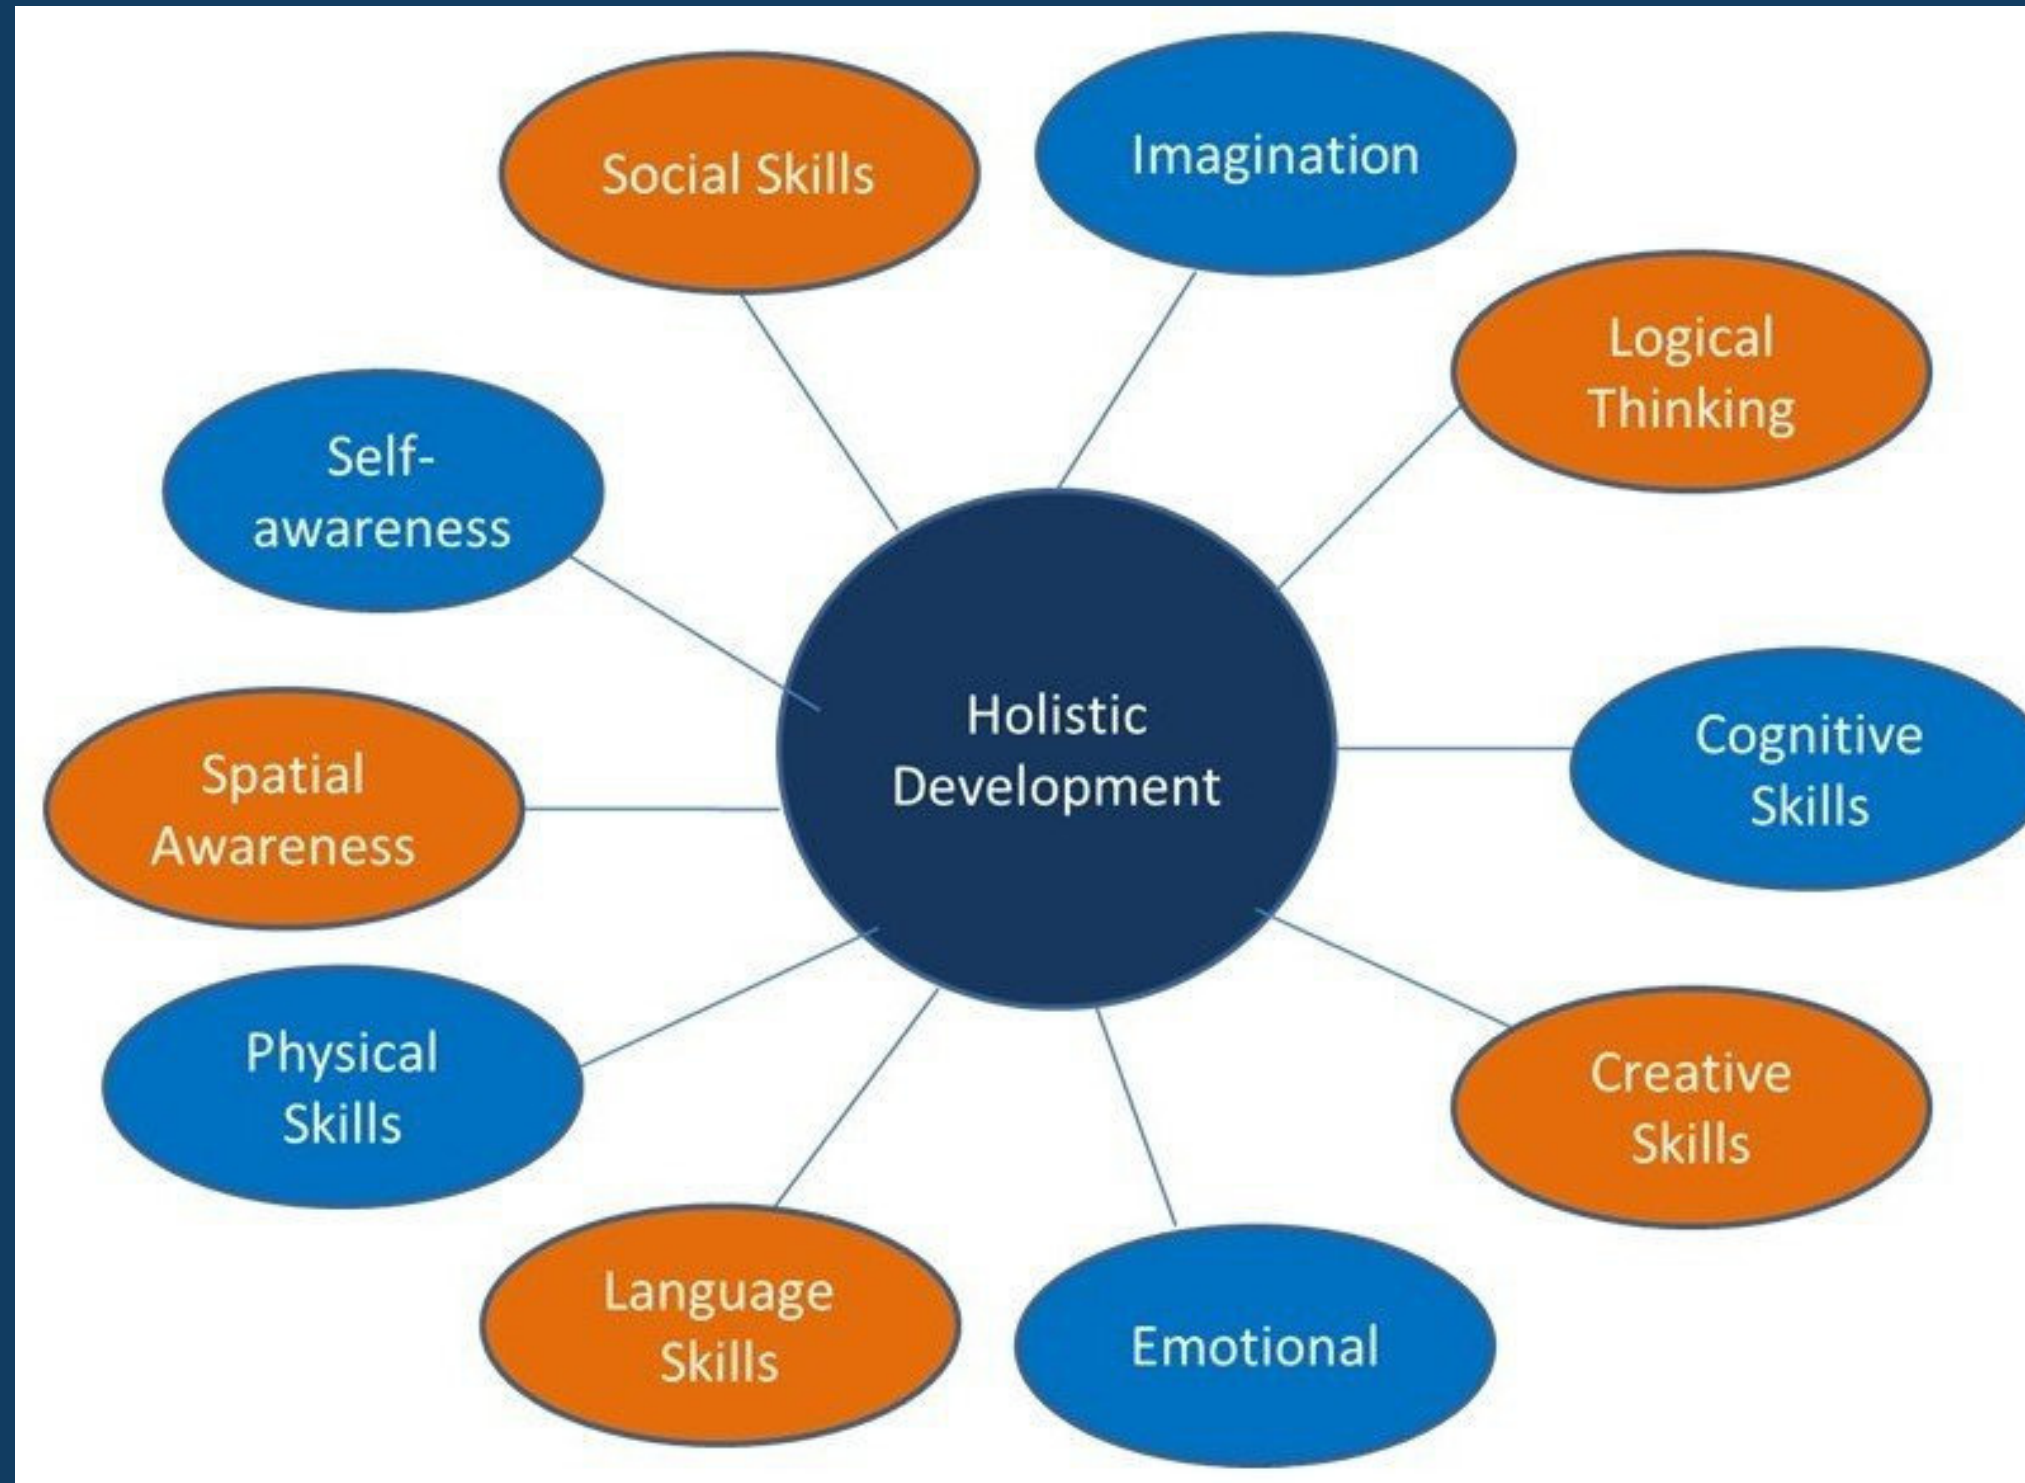 Social Skills
Imagination
Logical
Thinking
Self-
awareness
Holistic
Development
Cognitive
Skills
Spatial
Awareness
Physical
Skills
Creative
Skills
Language
Skills
Emotional